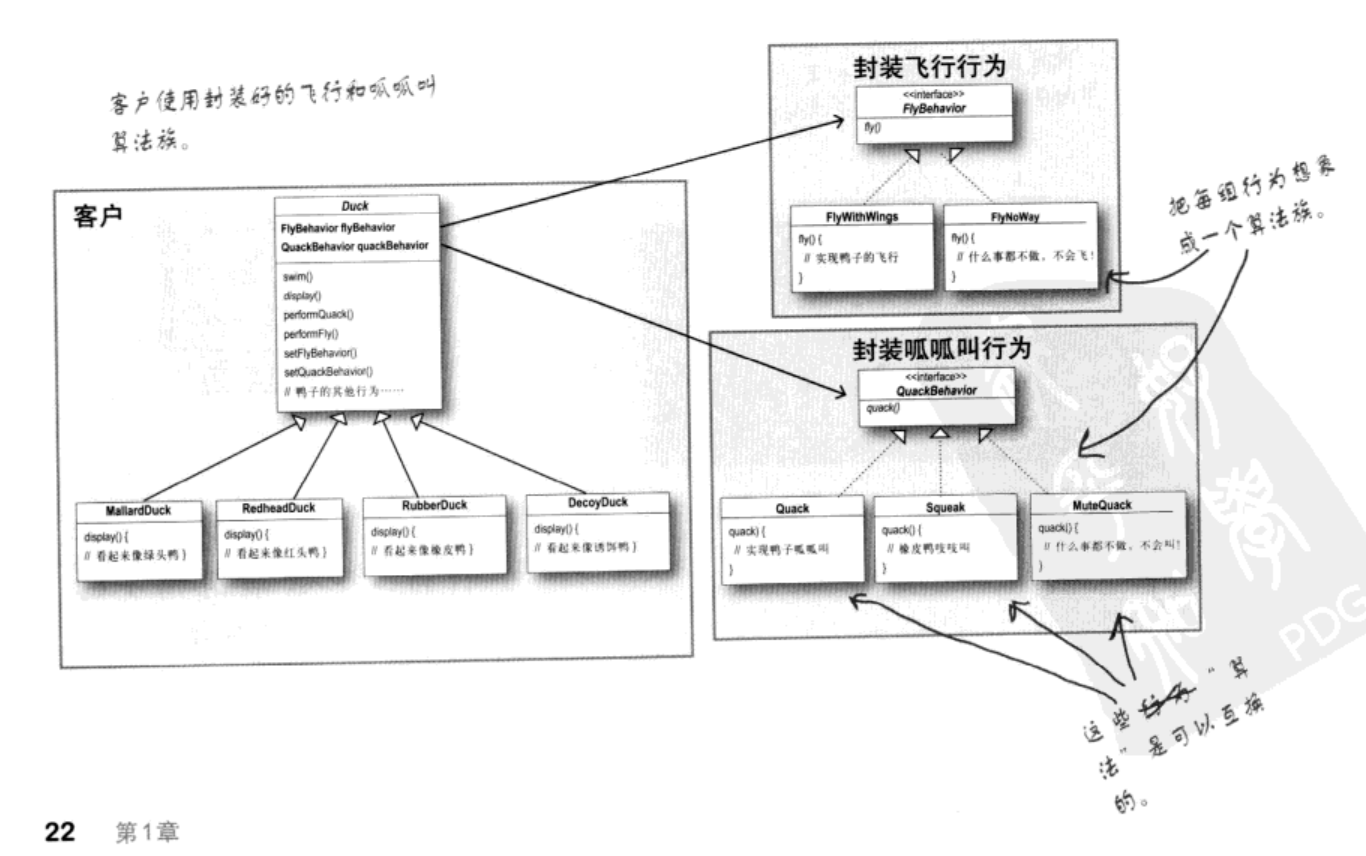 客户使用封装好的飞行和呱呱叫
算法族。
客户
Duck
FlyBehavior flyBehavior
QuackBehavior quackBehavior
swim()
display()
performQuack()
performFly()
setFlyBehavior()
setQuackBehavior()
// 鸭子的其他行为……
MallardDuck
display() {
// 看起来像绿头鸭 }
RedheadDuck
display() {
// 看起来像红头鸭 }
RubberDuck
display() {
// 看起来像橡皮鸭 }
DecoyDuck
display() {
// 看起来像诱饵鸭 }
封装飞行行为
<<interface>>
FlyBehavior
fly()
FlyWithWings
fly() {
// 实现鸭子的飞行
}
FlyNoWay
fly() {
// 什么事都不做，不会飞！
}
把每组行为想象
成一个算法族。
封装呱呱叫行为
<<interface>>
QuackBehavior
quack()
Quack
quack() {
// 实现鸭子呱呱叫
}
Squeak
quack() {
// 橡皮鸭吱吱叫
}
MuteQuack
quack() {
// 什么事都不做，不会叫！
}
这些行为“算
法”是可以互换
的。
PDG
22 第1章